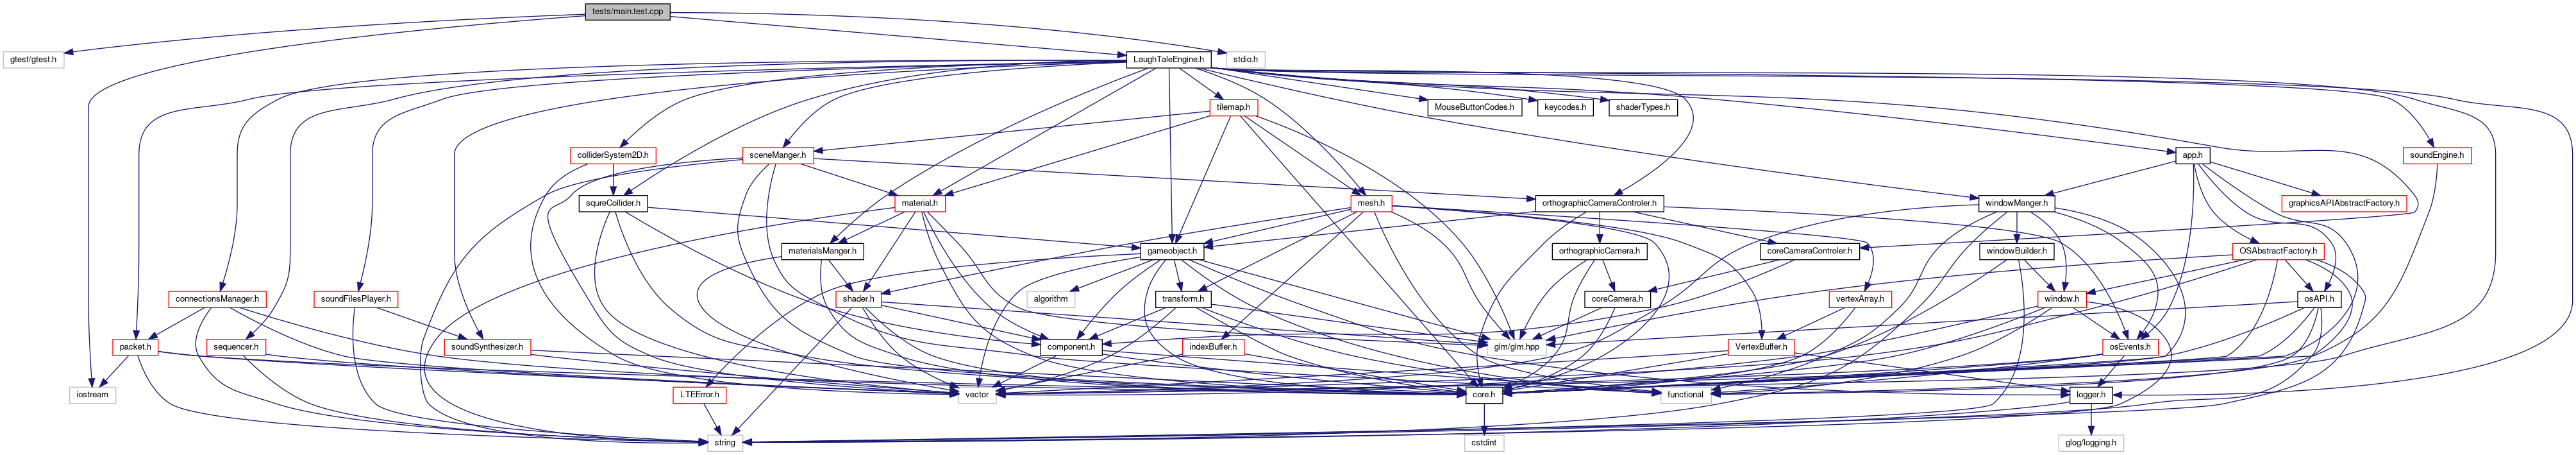 tests/main.test.cpp
gtest/gtest.h
LaughTaleEngine.h
stdio.h
tilemap.h
MouseButtonCodes.h
keycodes.h
shaderTypes.h
colliderSystem2D.h
sceneManger.h
app.h
soundEngine.h
squreCollider.h
material.h
mesh.h
orthographicCameraControler.h
windowManger.h
graphicsAPIAbstractFactory.h
materialsManger.h
gameobject.h
orthographicCamera.h
coreCameraControler.h
windowBuilder.h
OSAbstractFactory.h
connectionsManager.h
soundFilesPlayer.h
shader.h
algorithm
transform.h
coreCamera.h
vertexArray.h
window.h
osAPI.h
packet.h
sequencer.h
soundSynthesizer.h
component.h
indexBuffer.h
glm/glm.hpp
VertexBuffer.h
osEvents.h
iostream
LTEError.h
vector
core.h
functional
logger.h
string
cstdint
glog/logging.h